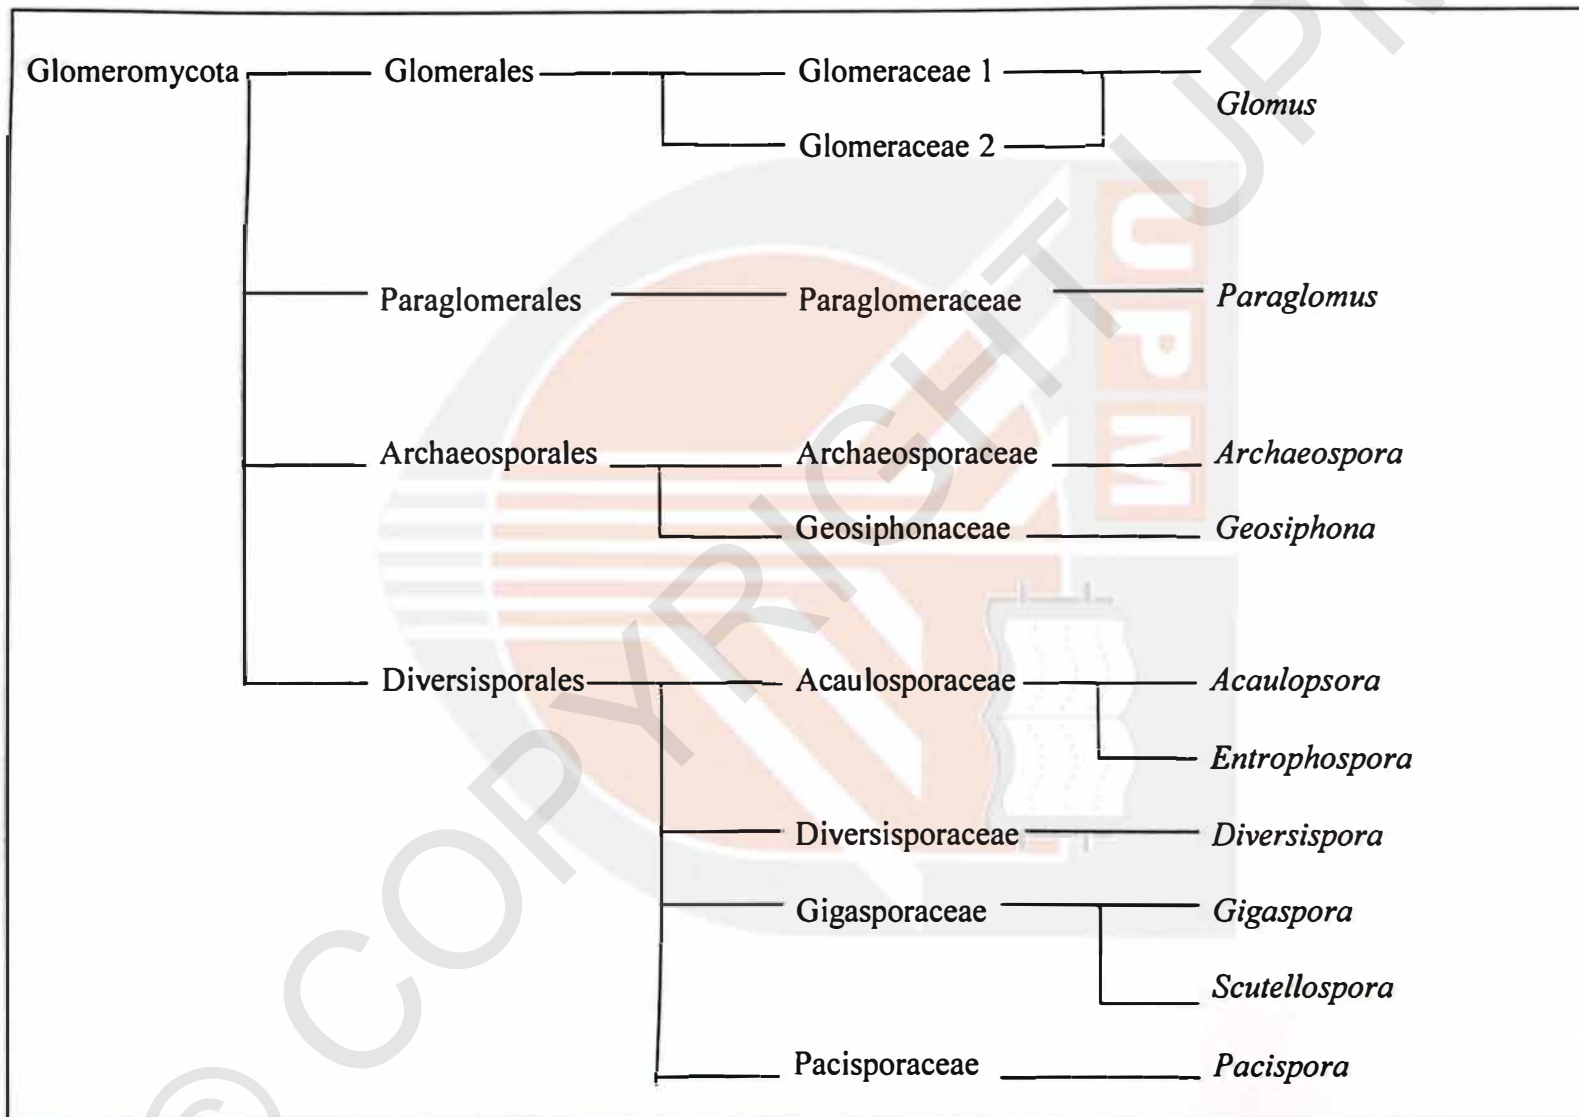 Glomeromycota Glomerales Glomeraceae 1
Glomus
Glomeraceae 2
Paraglomerales Paraglomeraceae Paraglomus
Archaeosporales Archaeosporaceae Archaeospora
Geosiphonaceae Geosiphona
Diversisporales Acaulosporaceae Acaulopsora
Entrophospora
Diversisporaceae Diversispora
Gigasporaceae Gigaspora
Scutellospora
Pacisporaceae Pacispora
UPM
© COPYRIGHT UPM